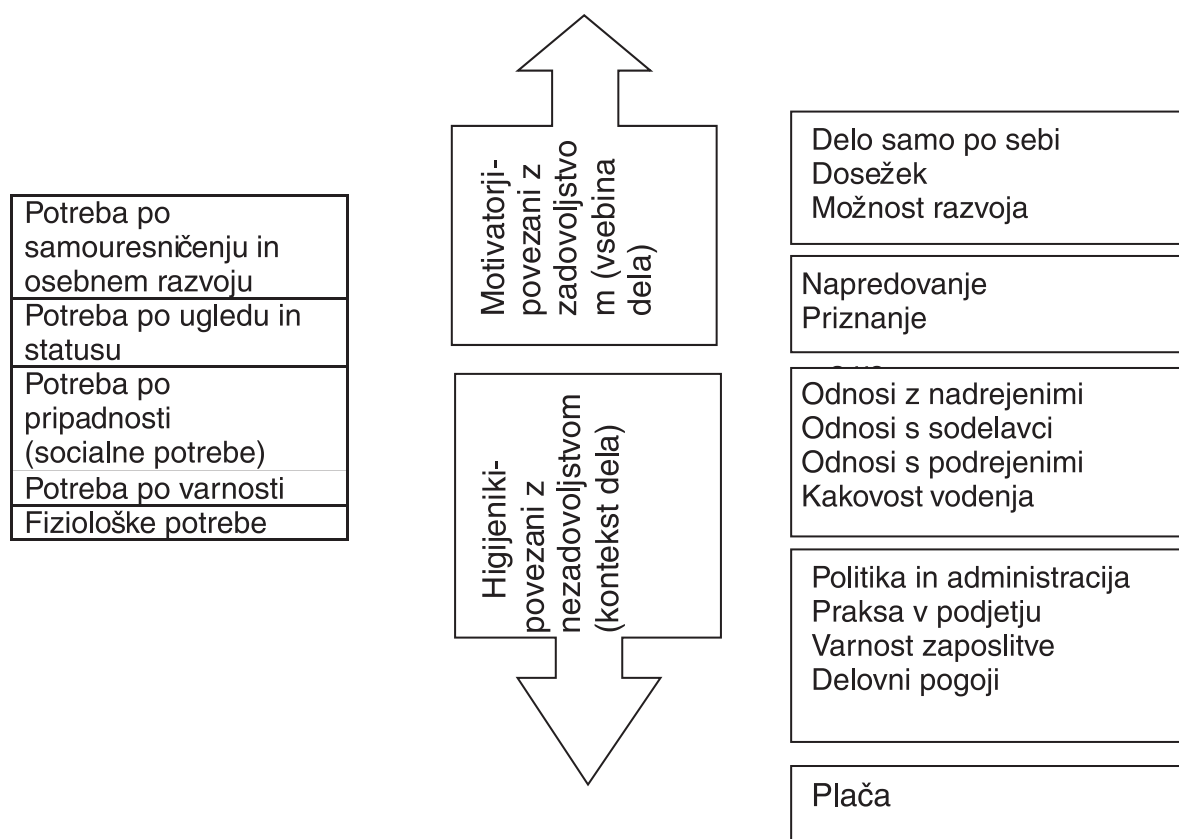 Potreba po
samouresničenju in
osebnem razvoju
Potreba po ugledu in
statusu
Potreba po
pripadnosti
(socialne potrebe)
Potreba po varnosti
Fiziološke potrebe
Motivatorji-
povezani z
zadovoljstvo
m (vsebina
dela)
Higijeniki-
povezani z
nezadovoljstvom
(kontekst dela)
Delo samo po sebi
Dosežek
Možnost razvoja
Napredovanje
Priznanje
Odnosi z nadrejenimi
Odnosi s sodelavci
Odnosi s podrejenimi
Kakovost vodenja
Politika in administracija
Praksa v podjetju
Varnost zaposlitve
Delovni pogoji
Plača